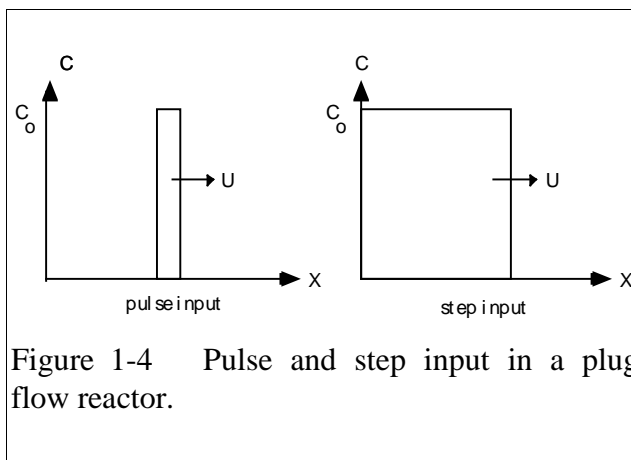 C
C
o
U
X
pulse input
C
C
o
U
X
step input
Figure 1-4 Pulse and step input in a plug
flow reactor.